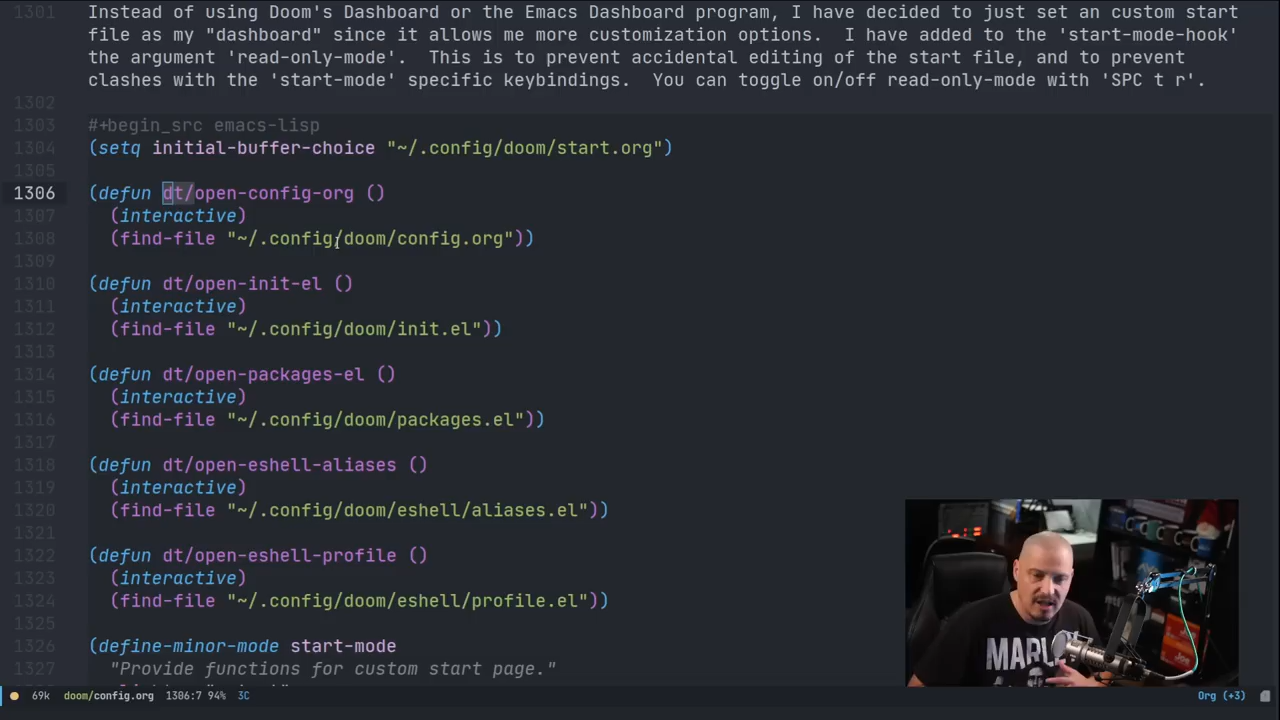 1301 Instead of using Doom's Dashboard or the Emacs Dashboard program, I have decided to just set an custom start
file as my "dashboard" since it allows me more customization options.  I have added to the 'start-mode-hook'
the argument 'read-only-mode'.  This is to prevent accidental editing of the start file, and to prevent
clashes with the 'start-mode' specific keybindings.  You can toggle on/off read-only-mode with 'SPC t r'.
1302
1303 #+begin_src emacs-lisp
1304 (setq initial-buffer-choice "~/.config/doom/start.org")
1305
1306 (defun dt/open-config-org ()
1307   (interactive)
1308   (find-file "~/.config/doom/config.org"))
1309
1310 (defun dt/open-init-el ()
1311   (interactive)
1312   (find-file "~/.config/doom/init.el"))
1313
1314 (defun dt/open-packages-el ()
1315   (interactive)
1316   (find-file "~/.config/doom/packages.el"))
1317
1318 (defun dt/open-eshell-aliases ()
1319   (interactive)
1320   (find-file "~/.config/doom/eshell/aliases.el"))
1321
1322 (defun dt/open-eshell-profile ()
1323   (interactive)
1324   (find-file "~/.config/doom/eshell/profile.el"))
1325
1326 (define-minor-mode start-mode
1327   "Provide functions for custom start page."
69k doom/config.org 1306:7 94% 3C Org (+3)